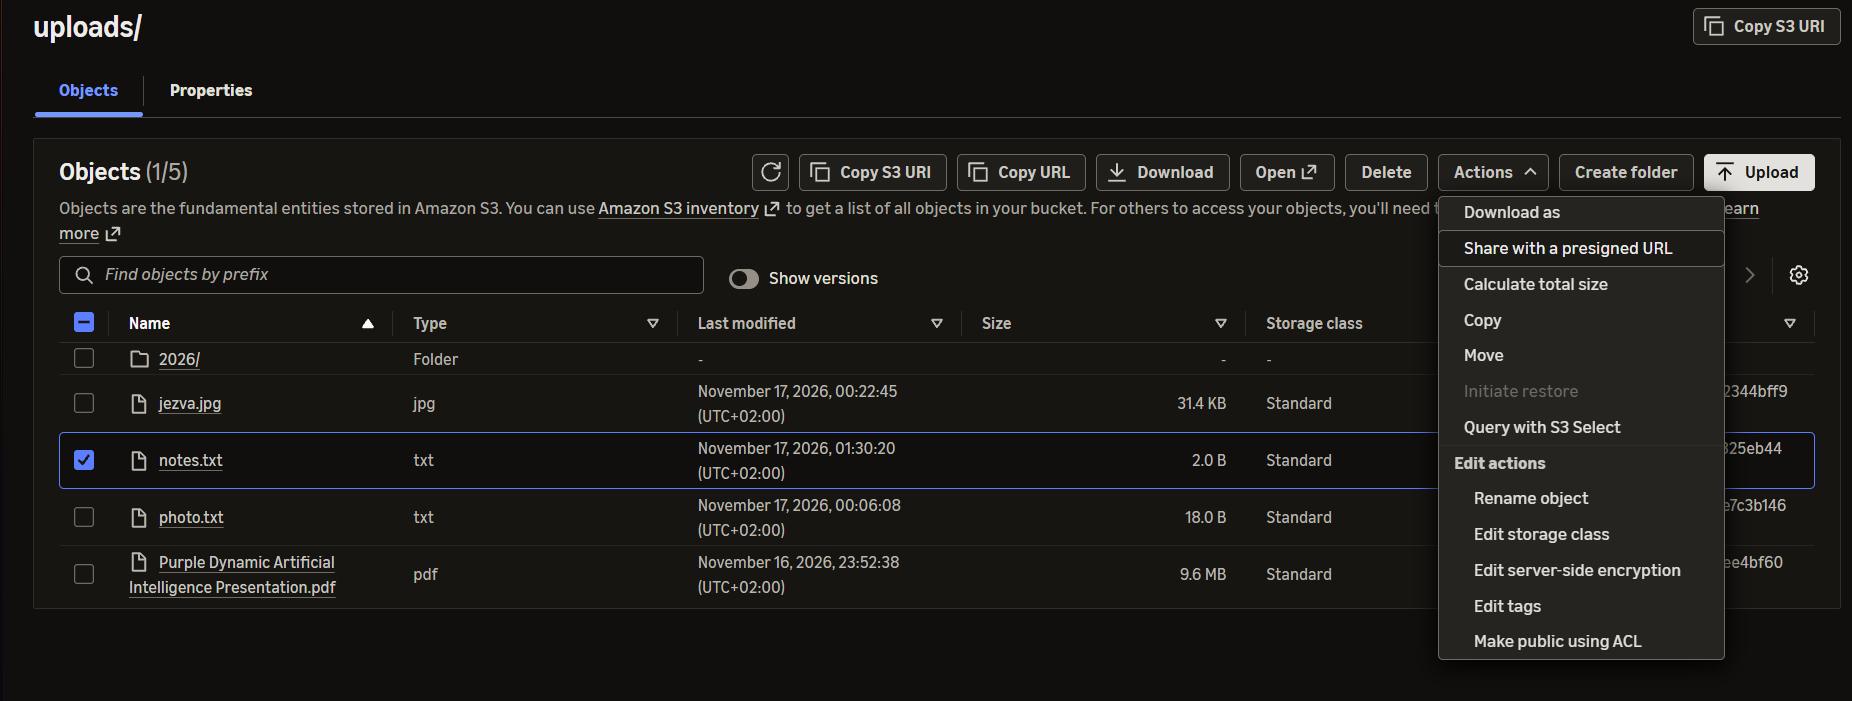 uploads/
Copy S3 URI
Objects
Properties
Objects (1/5)
Copy S3 URI
Copy URL
Download
Open
Delete
Actions
Create folder
Upload
Objects are the fundamental entities stored in Amazon S3. You can use Amazon S3 inventory to get a list of all objects in your bucket. For others to access your objects, you'll need
more
Find objects by prefix
Show versions
Name
Type
Last modified
Size
Storage class
2026/
Folder
-
-
-
jezva.jpg
jpg
November 17, 2026, 00:22:45
(UTC+02:00)
31.4 KB
Standard
2344bff9
notes.txt
txt
November 17, 2026, 01:30:20
(UTC+02:00)
2.0 B
Standard
325eb44
photo.txt
txt
November 17, 2026, 00:06:08
(UTC+02:00)
18.0 B
Standard
e7c3b146
Purple Dynamic Artificial
Intelligence Presentation.pdf
pdf
November 16, 2026, 23:52:38
(UTC+02:00)
9.6 MB
Standard
ee4bf60
Download as
Share with a presigned URL
Calculate total size
Copy
Move
Initiate restore
Query with S3 Select
Edit actions
Rename object
Edit storage class
Edit server-side encryption
Edit tags
Make public using ACL